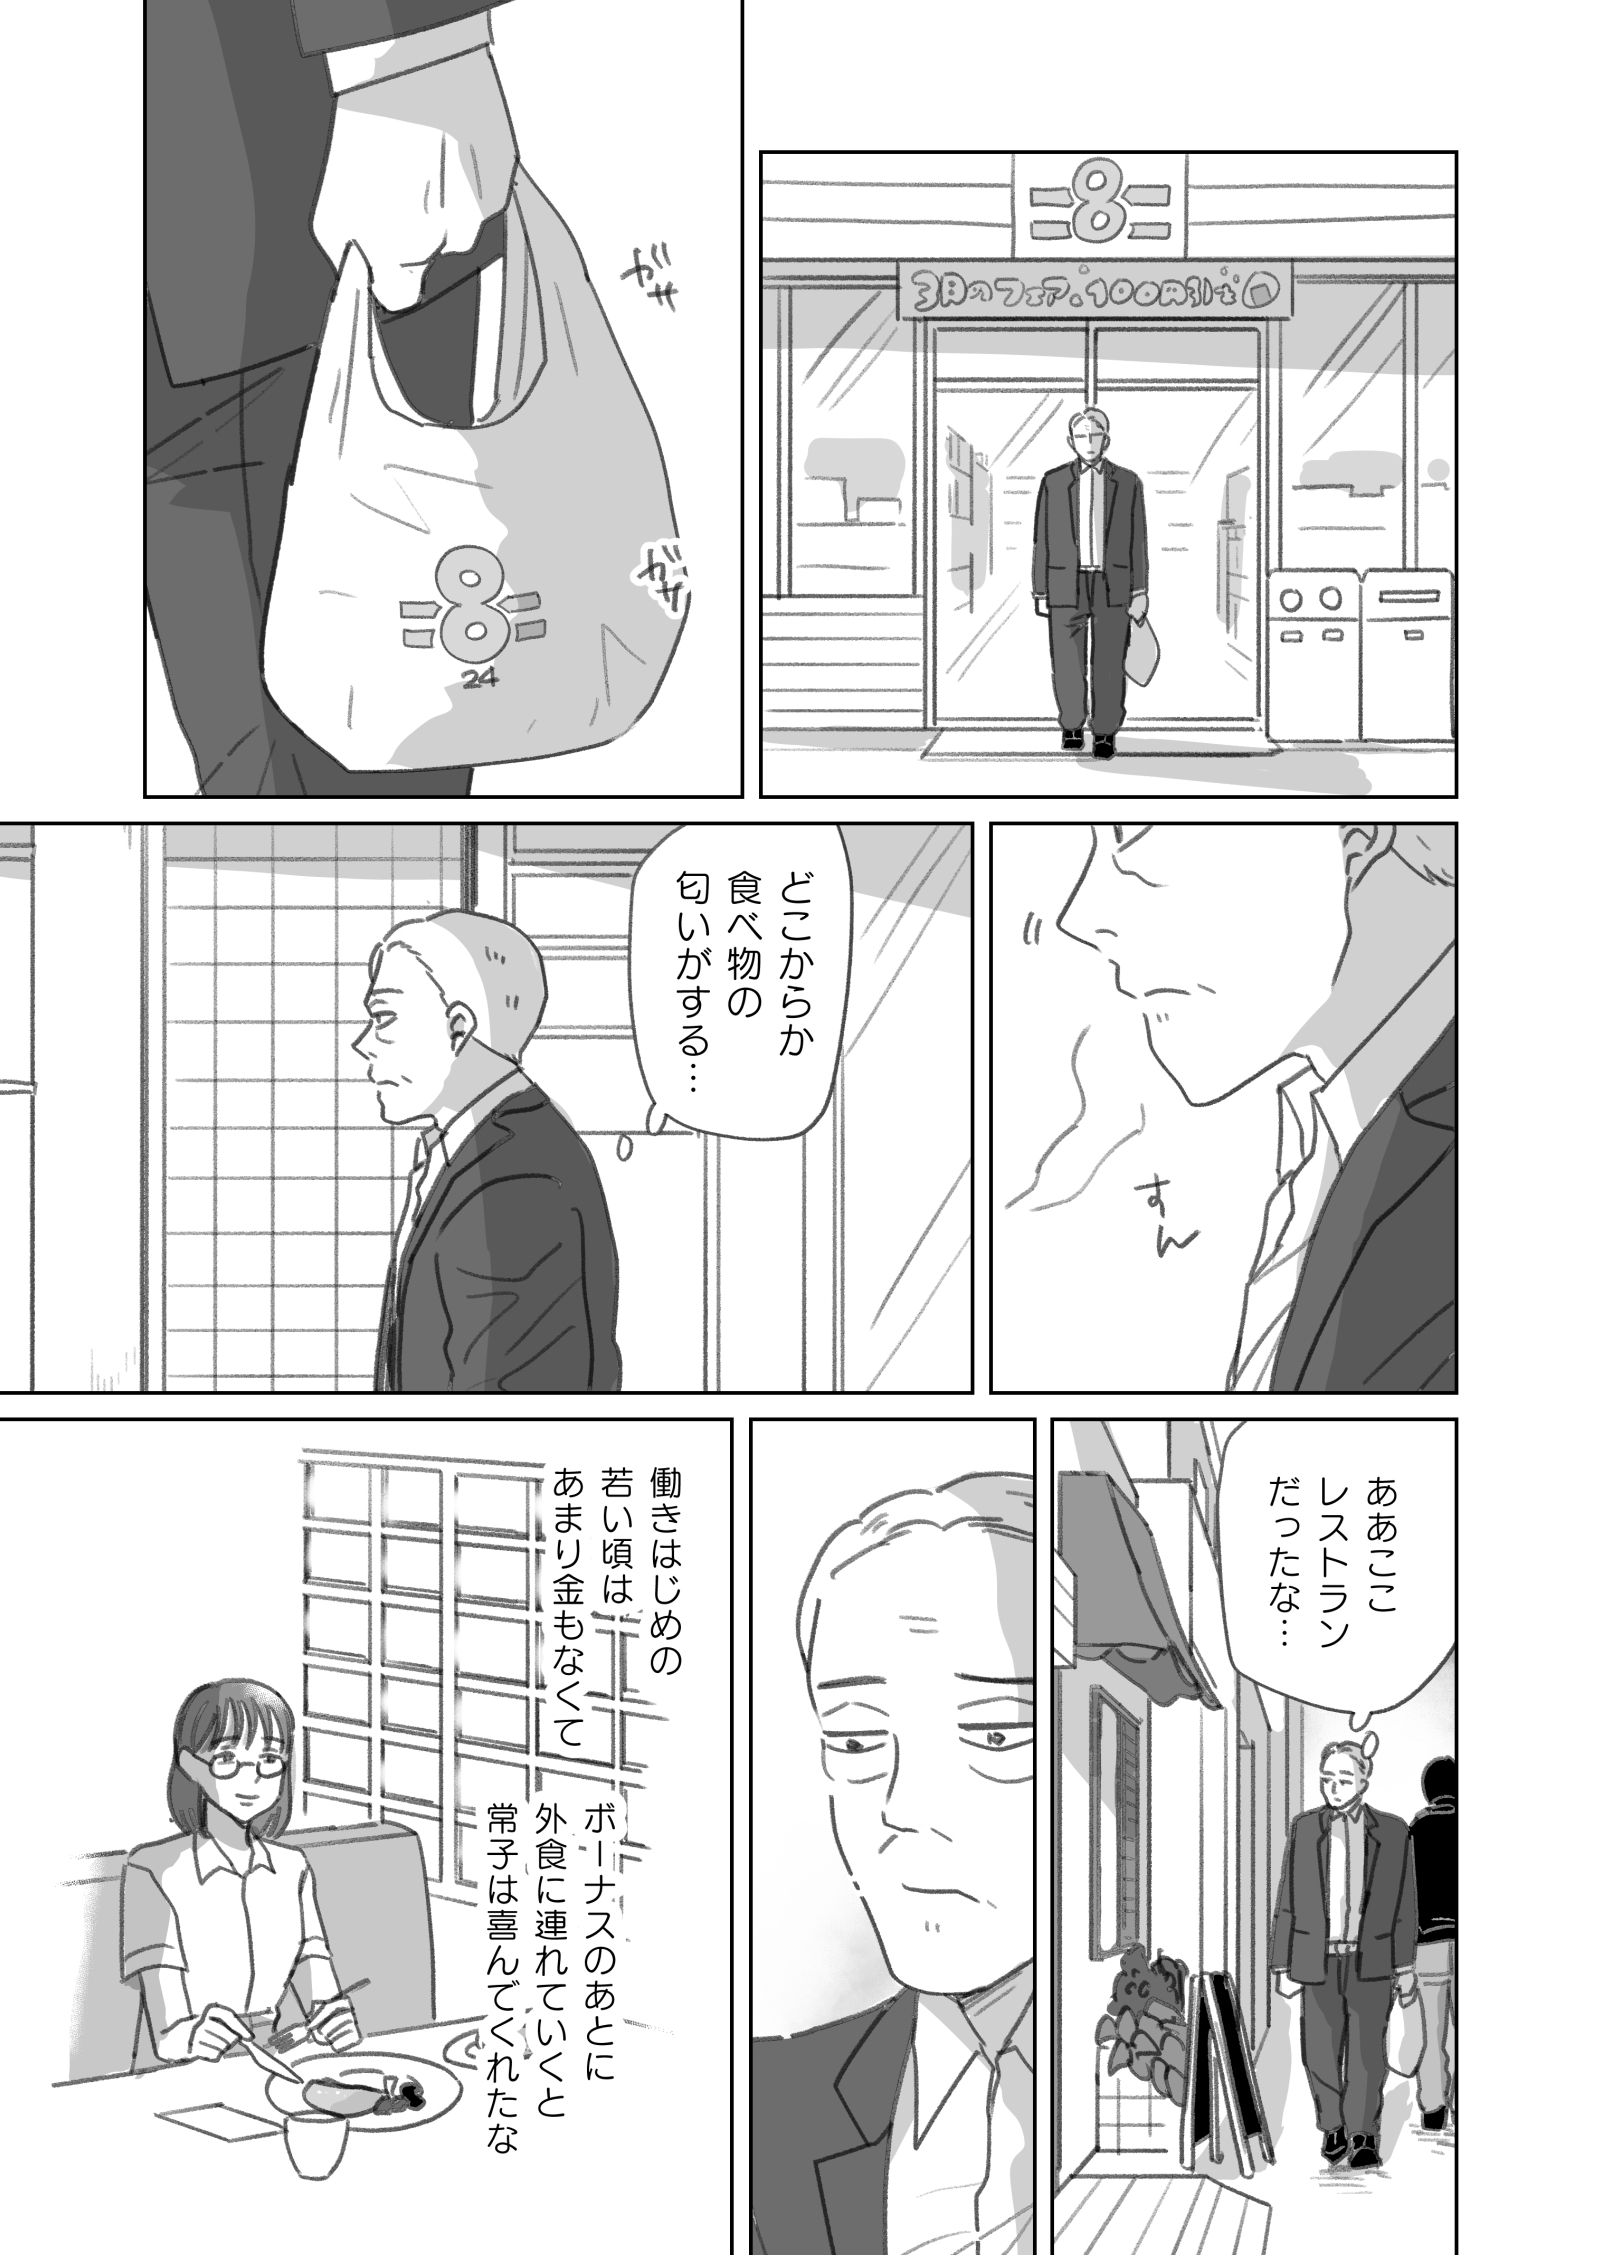 8
3月のフェア、100円引き
ガサ
ガサ
8
24
すん
どこからか
食べ物の
匂いがする…
ああここ
レストラン
だったな…
働きはじめの
若い頃は
あまり金もなくて
ボーナスのあとに
外食に連れていくと
常子は喜んでくれたな